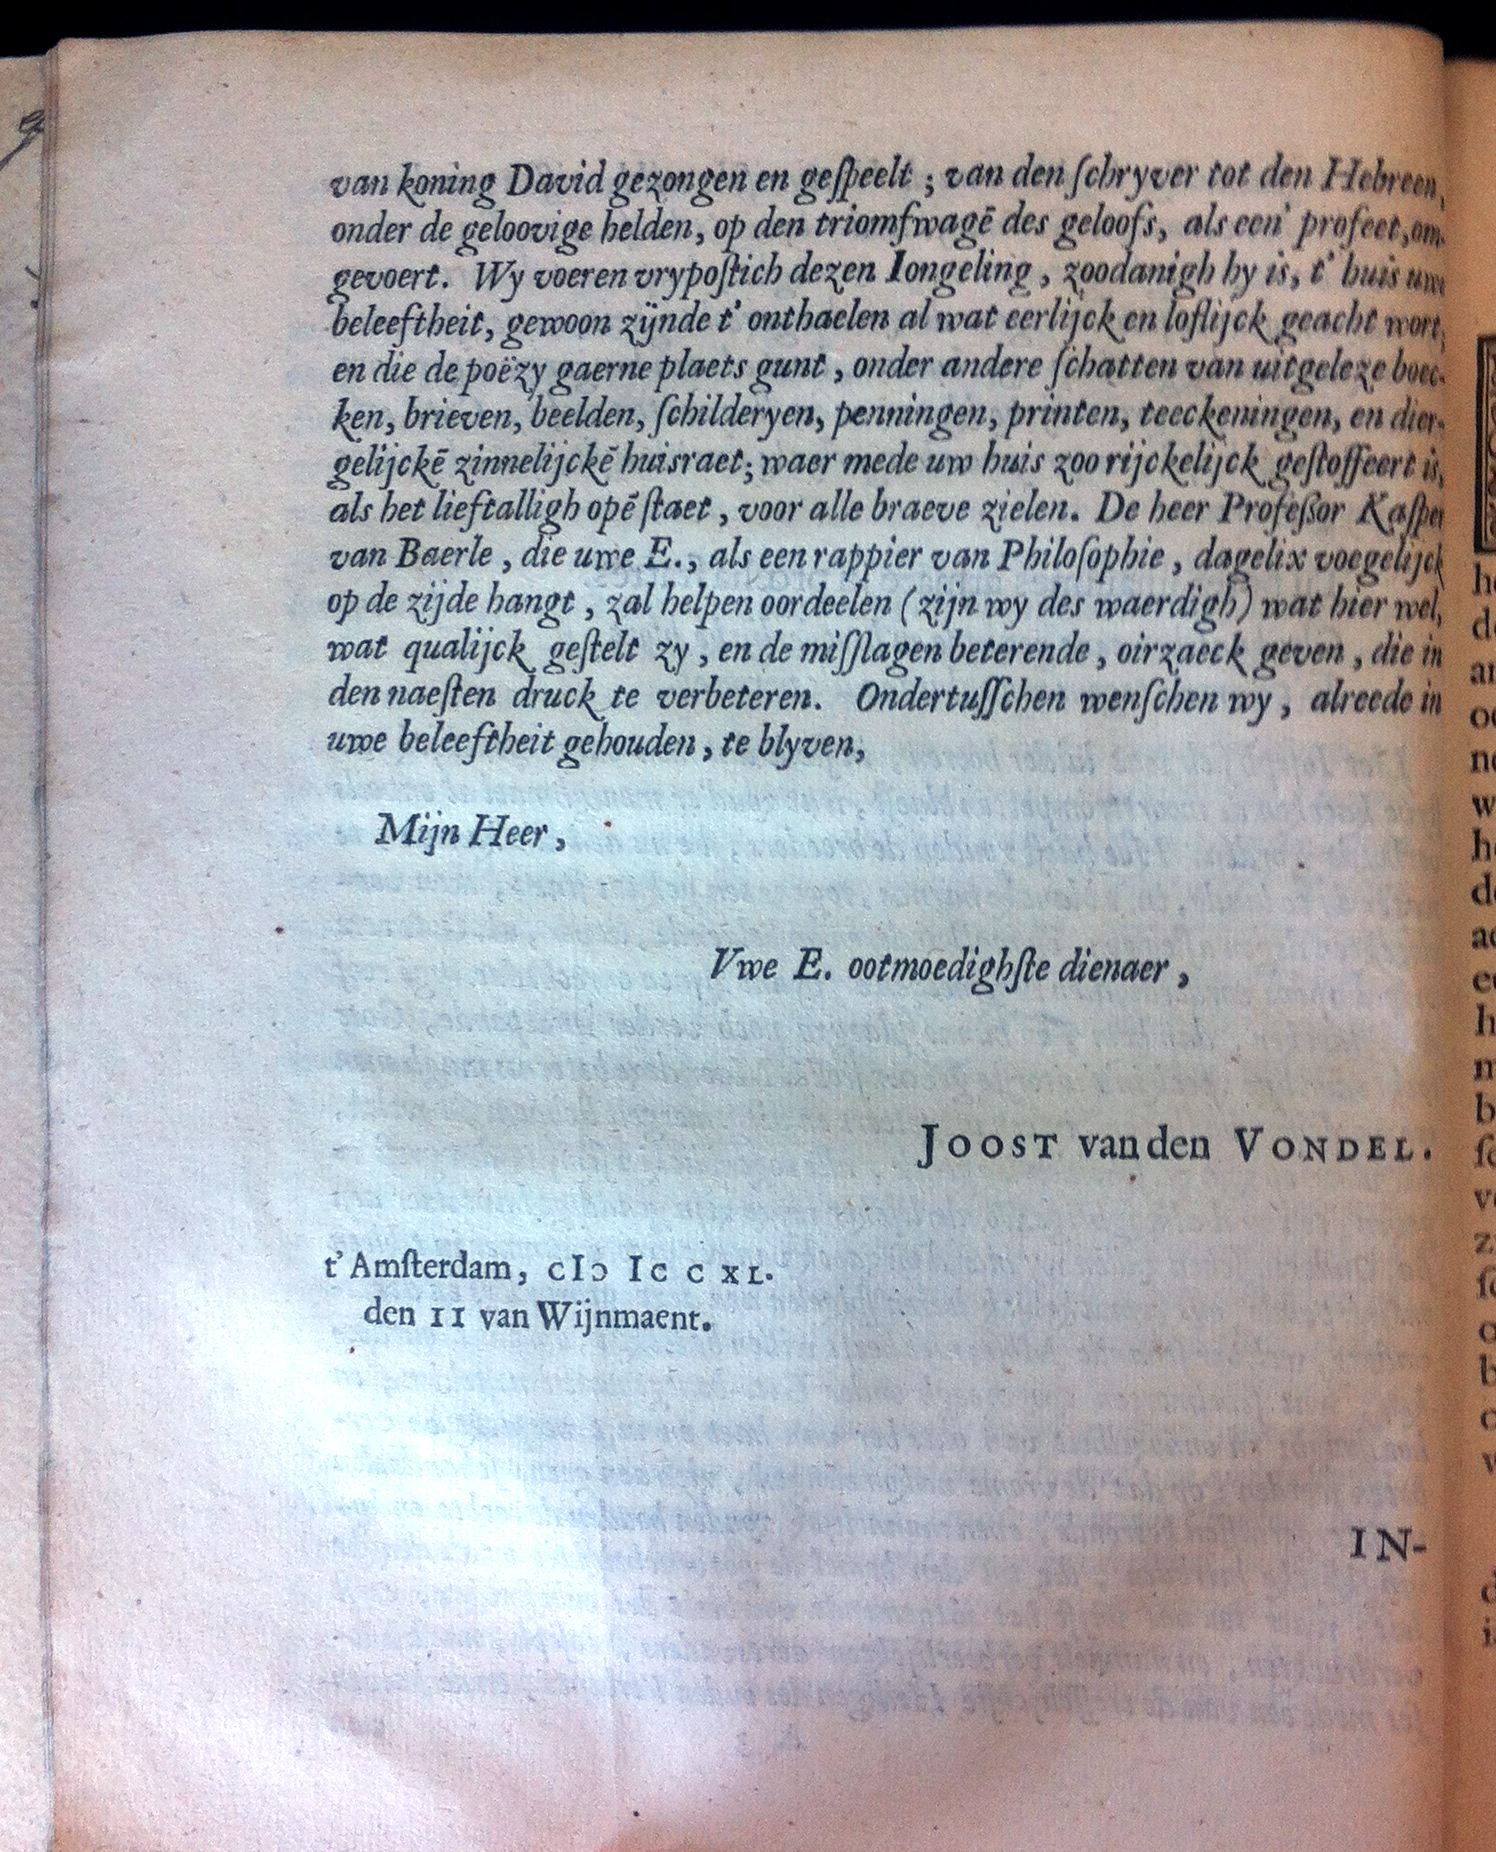 van koning David gezongen en geſpeelt ; van den ſchryver tot den Hebreen,
onder de geloovige helden, op den triomfwagē des geloofs, als een' profeet, om-
gevoert. Wy voeren vrypoſtich dezen Iongeling, zoodanigh hy is, t' huis uwe
beleeftheit, gewoon zijnde t' onthaelen al wat eerlijck en loflijck geacht wort,
en die de poëzy gaerne plaets gunt, onder andere ſchatten van uitgeleze boec-
ken, brieven, beelden, ſchilderyen, penningen, printen, teeckeningen, en dier-
gelijckē zinnelijckē huisraet; waer mede uw huis zoo rijckelijck geſtoffeert is,
als het lieftalligh opē ſtaet, voor alle braeve zielen. De heer Profeßor Kaſper
van Baerle, die uwe E., als een rappier van Philoſophie, dagelix voegelijck
op de zijde hangt, zal helpen oordeelen (zijn wy des waerdigh) wat hier wel,
wat qualijck geſtelt zy, en de miſſlagen beterende, oirzaeck geven, die in
den naeſten druck te verbeteren. Ondertuſſchen wenſchen wy, alreede in
uwe beleeftheit gehouden, te blyven,
Mijn Heer,
Vwe E. ootmoedighſte dienaer,
JOOST van den VONDEL.
t' Amſterdam, cIɔ Ic c XL.
den 11 van Wijnmaent.
IN-